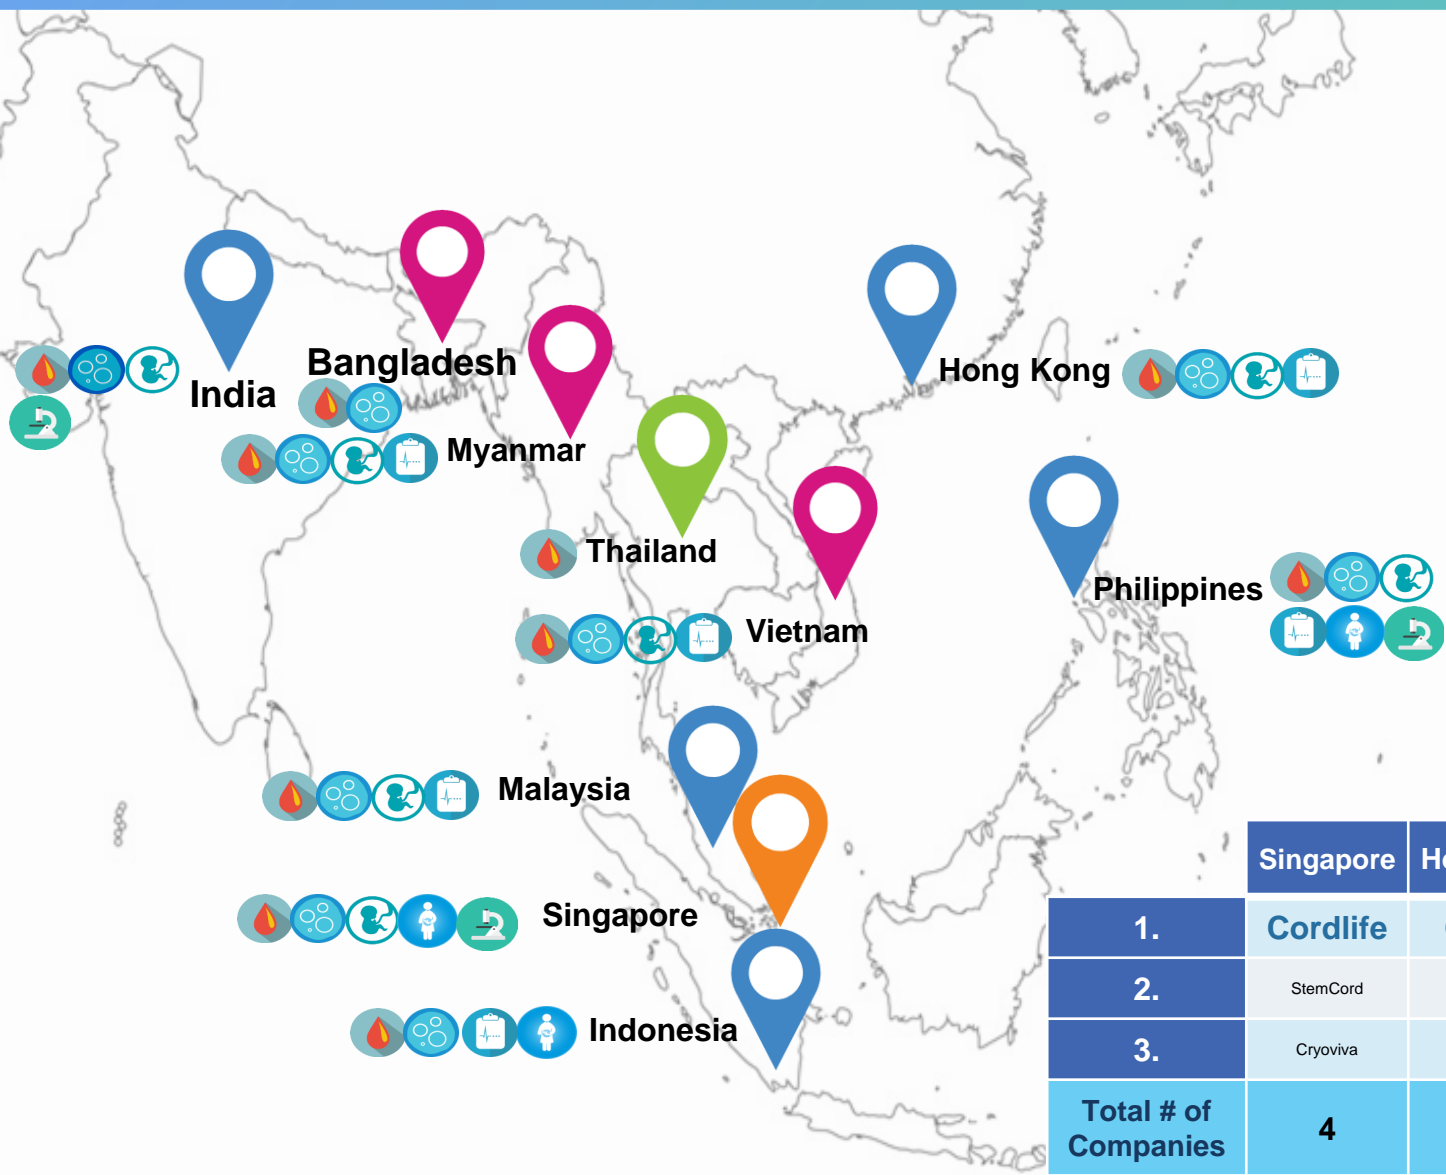 India
Bangladesh
Myanmar
Hong Kong
Thailand
Philippines
Vietnam
Malaysia
Singapore
Indonesia
Singapore
1. Cordlife
2. StemCord
3. Cryoviva
Total # of
Companies 4